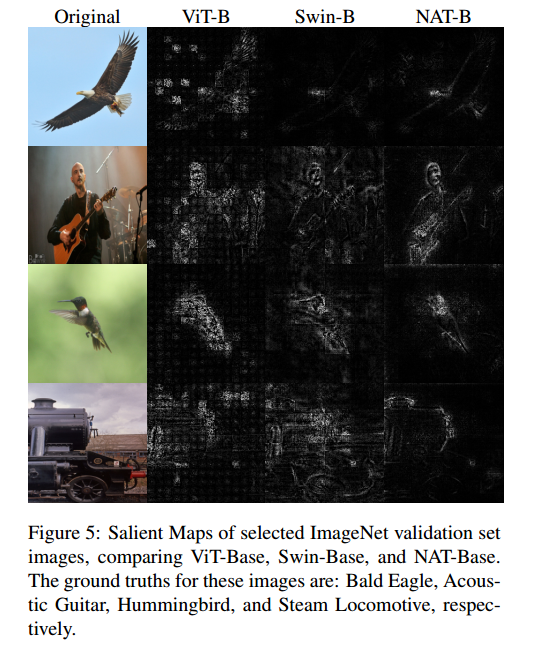 Original ViT-B Swin-B NAT-B
Figure 5: Salient Maps of selected ImageNet validation set
images, comparing ViT-Base, Swin-Base, and NAT-Base.
The ground truths for these images are: Bald Eagle, Acous-
tic Guitar, Hummingbird, and Steam Locomotive, respec-
tively.